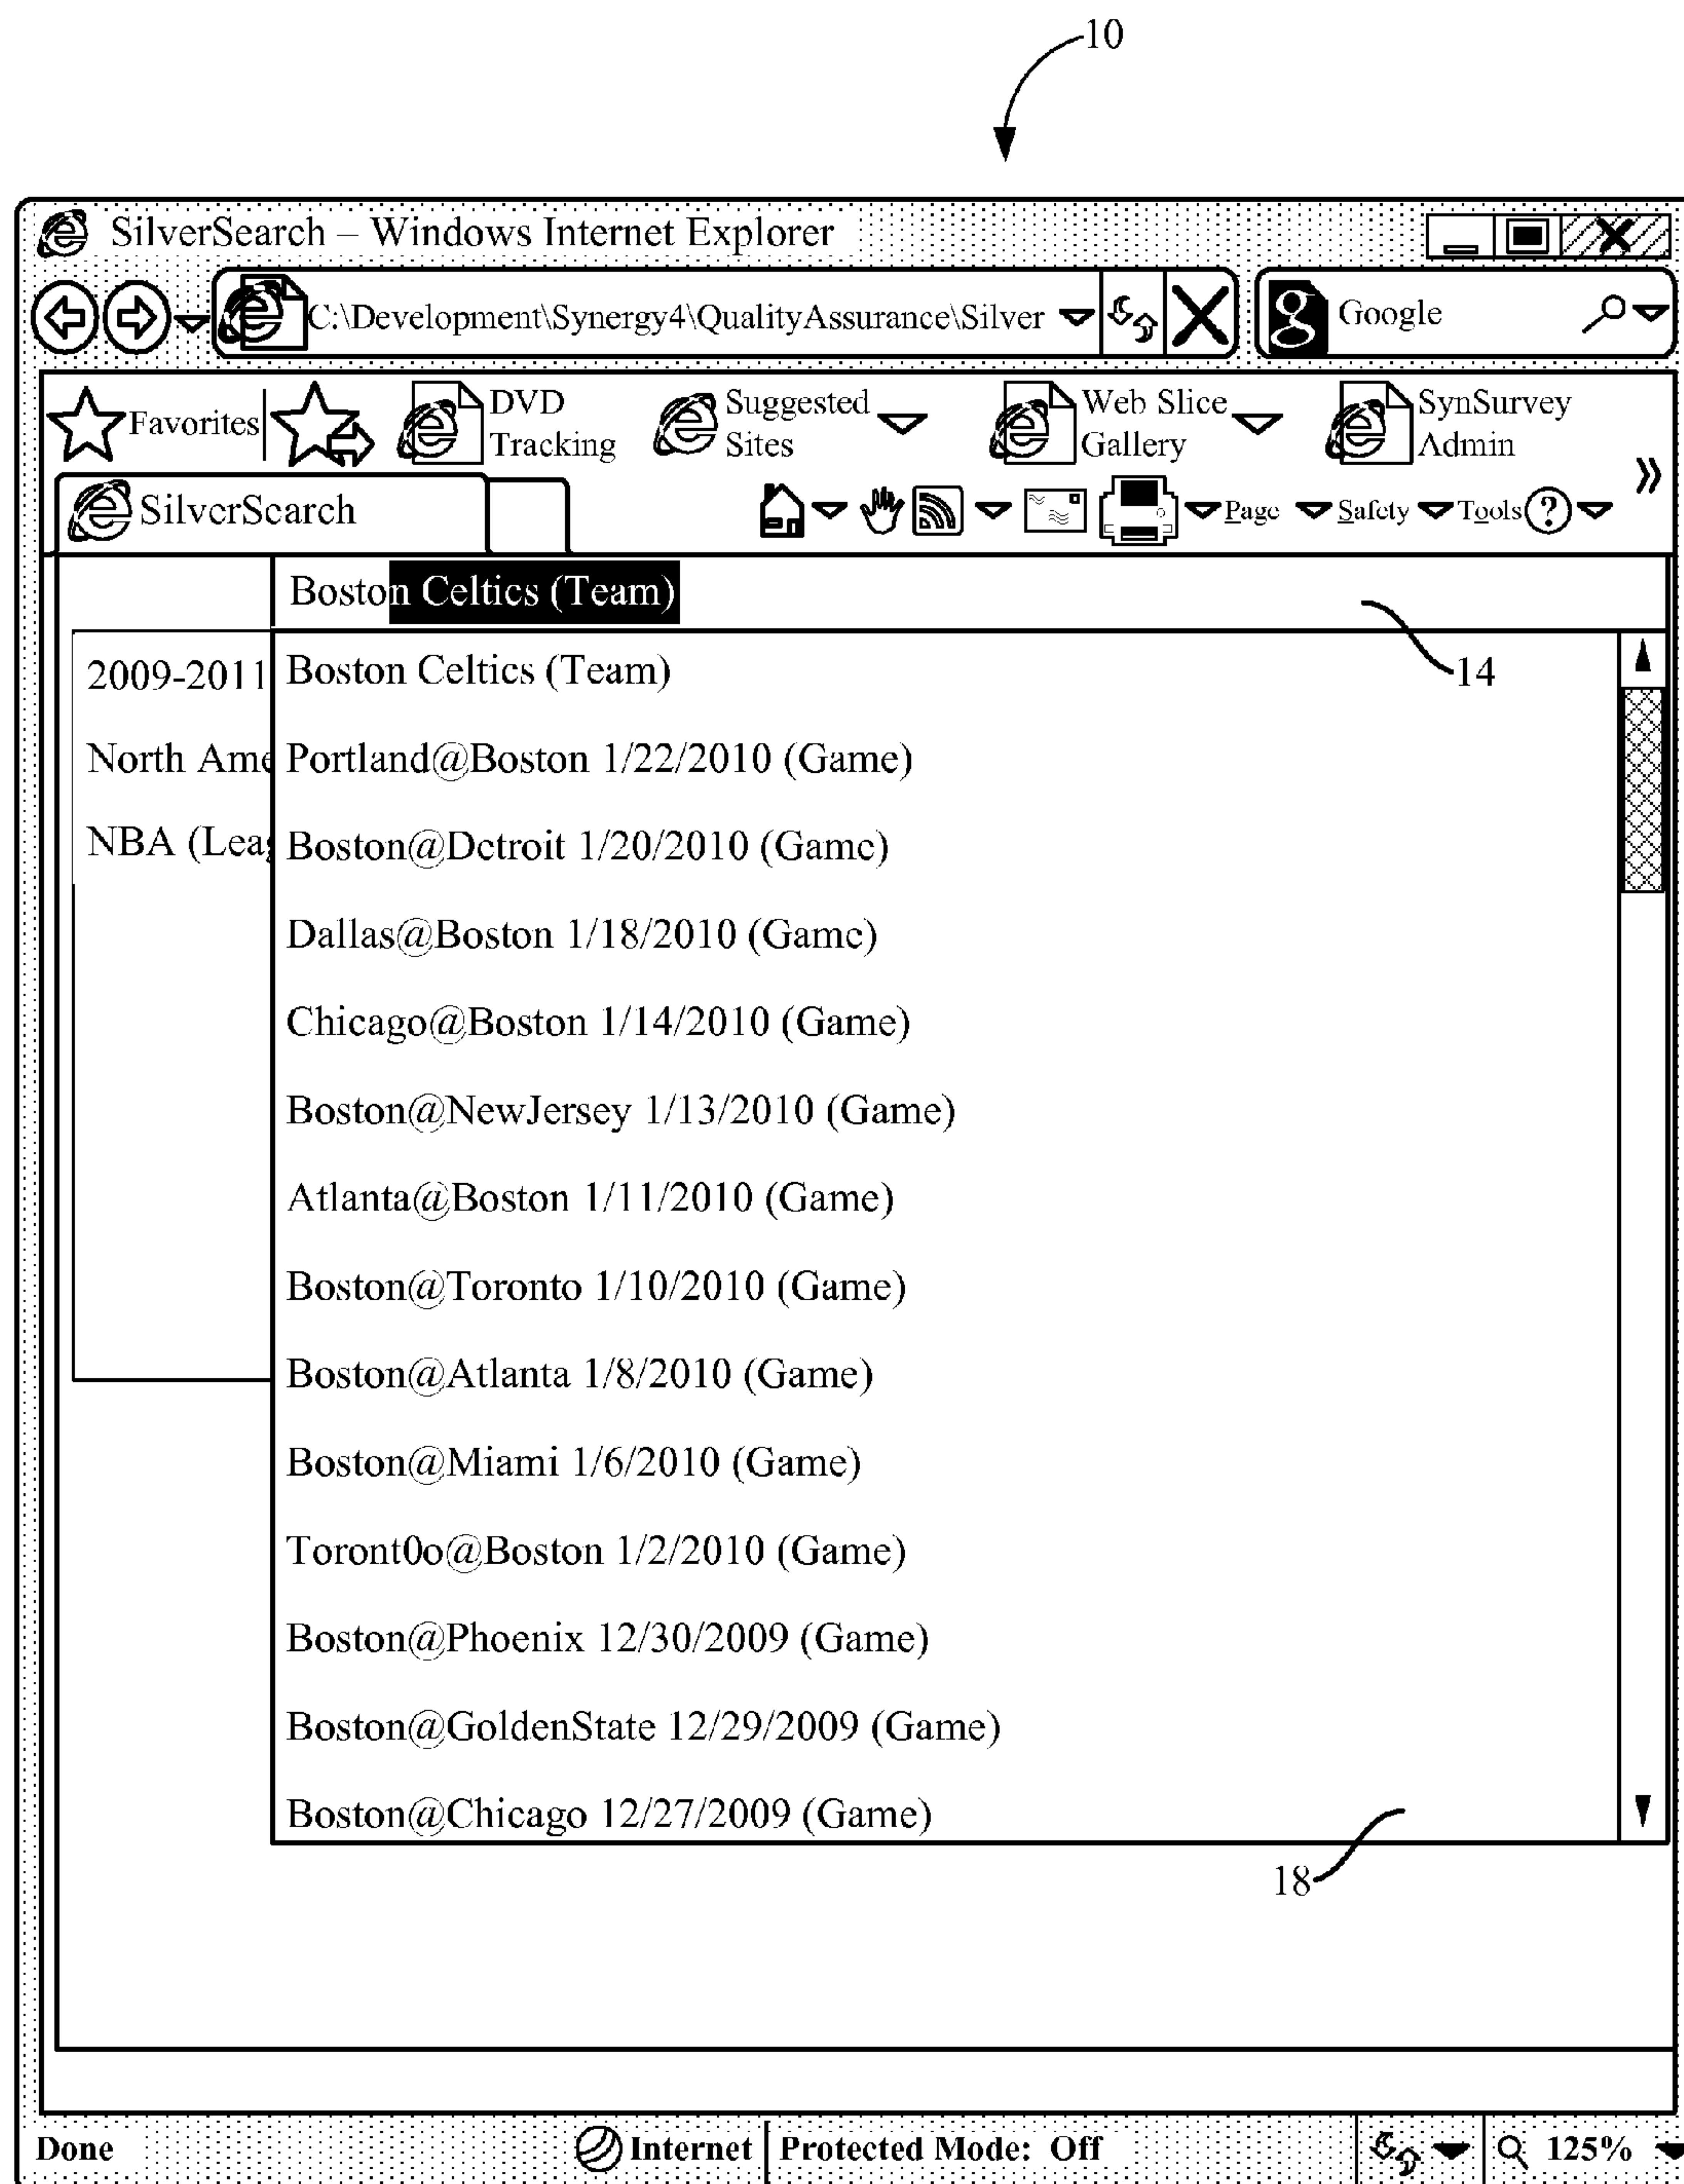 10
SilverSearch – Windows Internet Explorer
C:\Development\Synergy4\QualityAssurance\Silver
Google
Favorites
DVD
Tracking
Suggested
Sites
Web Slice
Gallery
SynSurvey
Admin
»
SilverSearch
Page
Safety
Tools
?
Boston Celtics (Team)
14
2009-2011
North Ame
NBA (Leag
Boston Celtics (Team)
Portland@Boston 1/22/2010 (Game)
Boston@Detroit 1/20/2010 (Game)
Dallas@Boston 1/18/2010 (Game)
Chicago@Boston 1/14/2010 (Game)
Boston@NewJersey 1/13/2010 (Game)
Atlanta@Boston 1/11/2010 (Game)
Boston@Toronto 1/10/2010 (Game)
Boston@Atlanta 1/8/2010 (Game)
Boston@Miami 1/6/2010 (Game)
Toront0o@Boston 1/2/2010 (Game)
Boston@Phoenix 12/30/2009 (Game)
Boston@GoldenState 12/29/2009 (Game)
Boston@Chicago 12/27/2009 (Game)
18
Done
Internet
Protected Mode: Off
125%